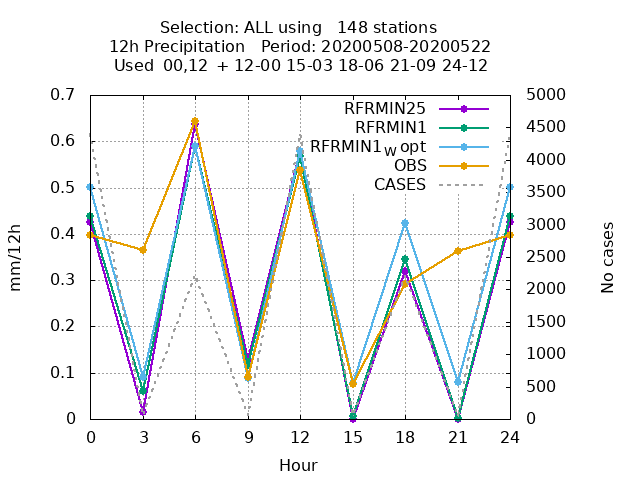 Selection: ALL using   148 stations
12h Precipitation   Period: 20200508-20200522
Used  00,12  + 12-00 15-03 18-06 21-09 24-12
0.7
0.6
0.5
0.4
0.3
0.2
0.1
0
mm/12h
5000
4500
4000
3500
3000
2500
2000
1500
1000
500
0
No cases
RFRMIN25
RFRMIN1
RFRMIN1w opt
OBS
CASES
0 3 6 9 12 15 18 21 24
Hour